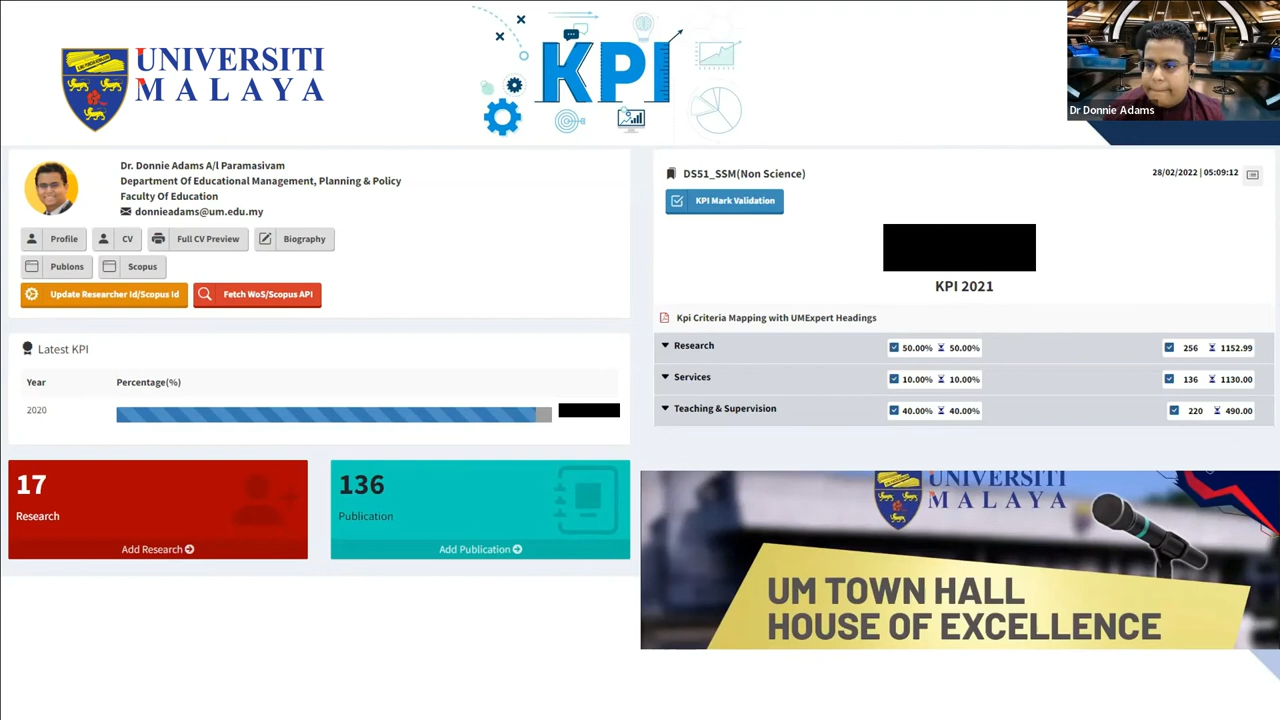 UNIVERSITI
MALAYA
KPI
Dr Donnie Adams
Dr. Donnie Adams A/l Paramasivam
Department Of Educational Management, Planning & Policy
Faculty Of Education
donnieadams@um.edu.my
Profile
CV
Full CV Preview
Biography
Publons
Scopus
Update Researcher Id/Scopus Id
Fetch WoS/Scopus API
Latest KPI
Year Percentage(%)
2020
17
Research
Add Research
136
Publication
Add Publication
DS51_SSM(Non Science)
28/02/2022 | 05:09:12
KPI Mark Validation
KPI 2021
Kpi Criteria Mapping with UMExpert Headings
Research 50.00% 50.00% 256 1152.99
Services 10.00% 10.00% 136 1130.00
Teaching & Supervision 40.00% 40.00% 220 490.00
UNIVERSITI
MALAYA
UM TOWN HALL
HOUSE OF EXCELLENCE